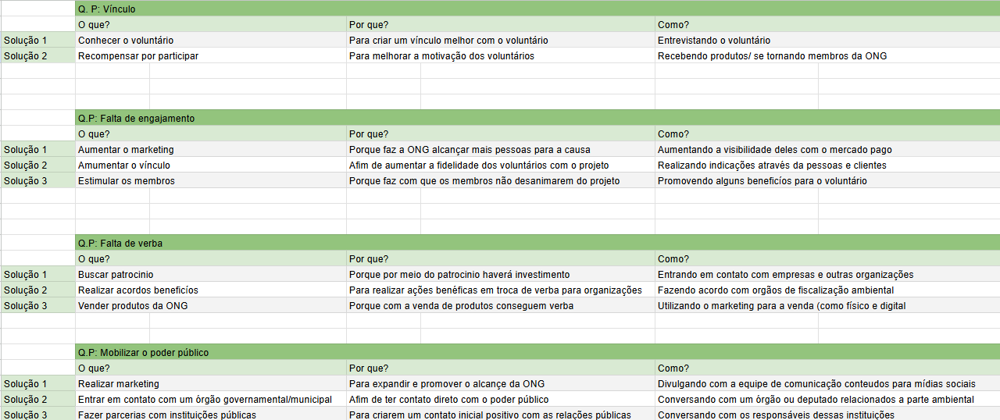 Q. P: Vínculo
O que? Por que? Como?
Solução 1 Conhecer o voluntário Para criar um vínculo melhor com o voluntário Entrevistando o voluntário
Solução 2 Recompensar por participar Para melhorar a motivação dos voluntários Recebendo produtos/ se tornando membros da ONG
Q.P: Falta de engajamento
O que? Por que? Como?
Solução 1 Aumentar o marketing Porque faz a ONG alcançar mais pessoas para a causa Aumentando a visibilidade deles com o mercado pago
Solução 2 Amumentar o vínculo Afim de aumentar a fidelidade dos voluntários com o projeto Realizando indicações através da pessoas e clientes
Solução 3 Estimular os membros Porque faz com que os membros não desanimarem do projeto Promovendo alguns beneficíos para o voluntário
Q.P: Falta de verba
O que? Por que? Como?
Solução 1 Buscar patrocinio Porque por meio do patrocinio haverá investimento Entrando em contato com empresas e outras organizações
Solução 2 Realizar acordos beneficíos Para realizar ações benéficas em troca de verba para organizações Fazendo acordo com orgãos de fiscalização ambiental
Solução 3 Vender produtos da ONG Porque com a venda de produtos conseguem verba Utilizando o marketing para a venda (como físico e digital
Q.P: Mobilizar o poder público
O que? Por que? Como?
Solução 1 Realizar marketing Para expandir e promover o alcançe da ONG Divulgando com a equipe de comunicação conteudos para mídias sociais
Solução 2 Entrar em contato com um órgão governamental/municipal Afim de ter contato direto com o poder público Conversando com um órgão ou deputado relacionados a parte ambiental
Solução 3 Fazer parcerias com instituições públicas Para criarem um contato inicial positivo com as relações públicas Conversando com os responsáveis dessas instituições